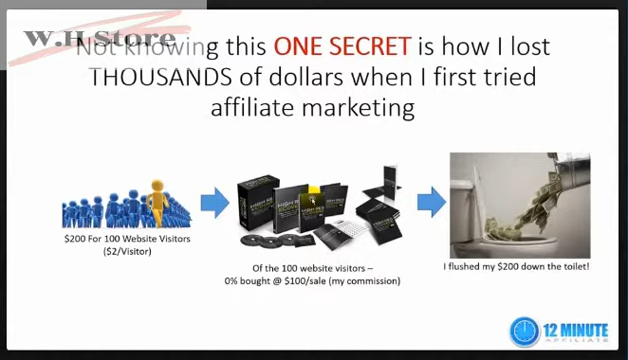 W.H Store
Not knowing this ONE SECRET is how I lost
THOUSANDS of dollars when I first tried
affiliate marketing
$200 For 100 Website Visitors
($2/Visitor)
Of the 100 website visitors –
0% bought @ $100/sale (my commission)
I flushed my $200 down the toilet!
12 MINUTE
AFFILIATE